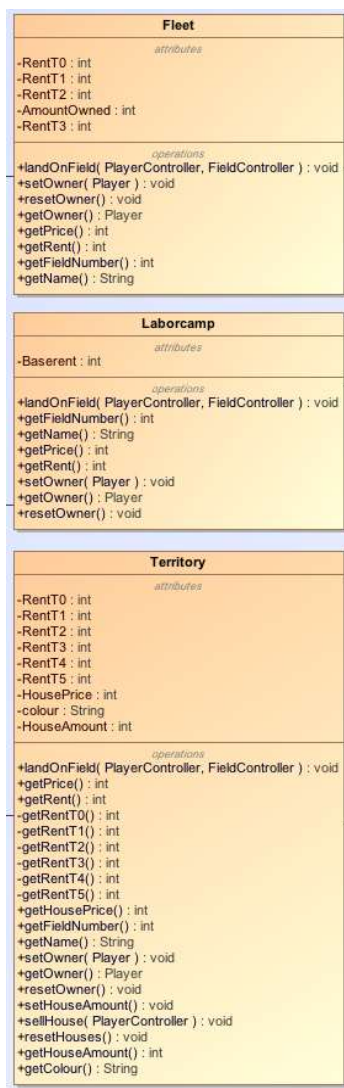 Fleet
attributes
-RentT0 : int
-RentT1 : int
-RentT2 : int
-AmountOwned : int
-RentT3 : int
operations
+landOnField( PlayerController, FieldController ) : void
+setOwner( Player ) : void
+resetOwner() : void
+getOwner() : Player
+getPrice() : int
+getRent() : int
+getFieldNumber() : int
+getName() : String
Laborcamp
attributes
-Baserent : int
operations
+landOnField( PlayerController, FieldController ) : void
+getFieldNumber() : int
+getName() : String
+getPrice() : int
+getRent() : int
+setOwner( Player ) : void
+getOwner() : Player
+resetOwner() : void
Territory
attributes
-RentT0 : int
-RentT1 : int
-RentT2 : int
-RentT3 : int
-RentT4 : int
-RentT5 : int
-HousePrice : int
-colour : String
-HouseAmount : int
operations
+landOnField( PlayerController, FieldController ) : void
+getPrice() : int
+getRent() : int
-getRentT0() : int
-getRentT1() : int
-getRentT2() : int
-getRentT3() : int
-getRentT4() : int
-getRentT5() : int
+getHousePrice() : int
+getFieldNumber() : int
+getName() : String
+setOwner( Player ) : void
+getOwner() : Player
+resetOwner() : void
+setHouseAmount() : void
+sellHouse( PlayerController ) : void
+resetHouses() : void
+getHouseAmount() : int
+getColour() : String